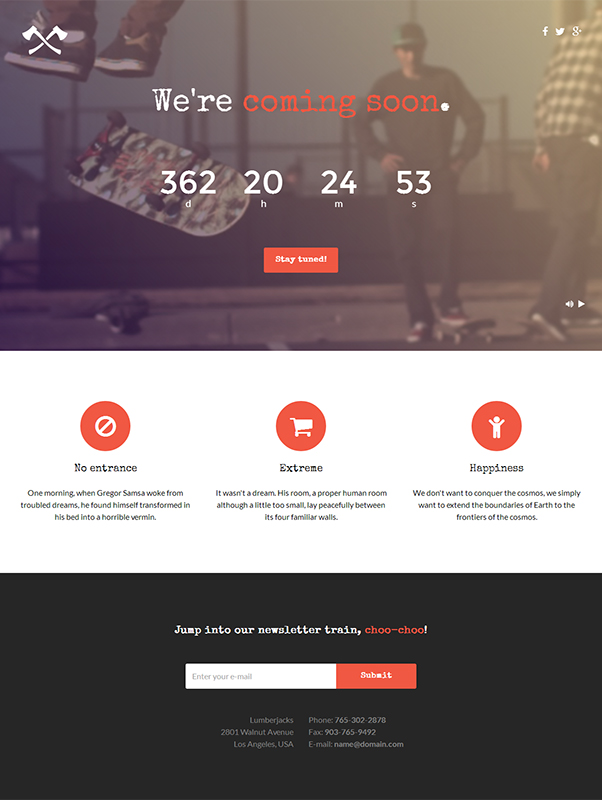 We're coming soon.
362 20 24 53
d h m s
Stay tuned!
No entrance
One morning, when Gregor Samsa woke from
troubled dreams, he found himself transformed in
his bed into a horrible vermin.
Extreme
It wasn't a dream. His room, a proper human room
although a little too small, lay peacefully between
its four familiar walls.
Happiness
We don't want to conquer the cosmos, we simply
want to extend the boundaries of Earth to the
frontiers of the cosmos.
Jump into our newsletter train, choo-choo!
Enter your e-mail
Submit
Lumberjacks
2801 Walnut Avenue
Los Angeles, USA
Phone: 765-302-2878
Fax: 903-765-9492
E-mail: name@domain.com